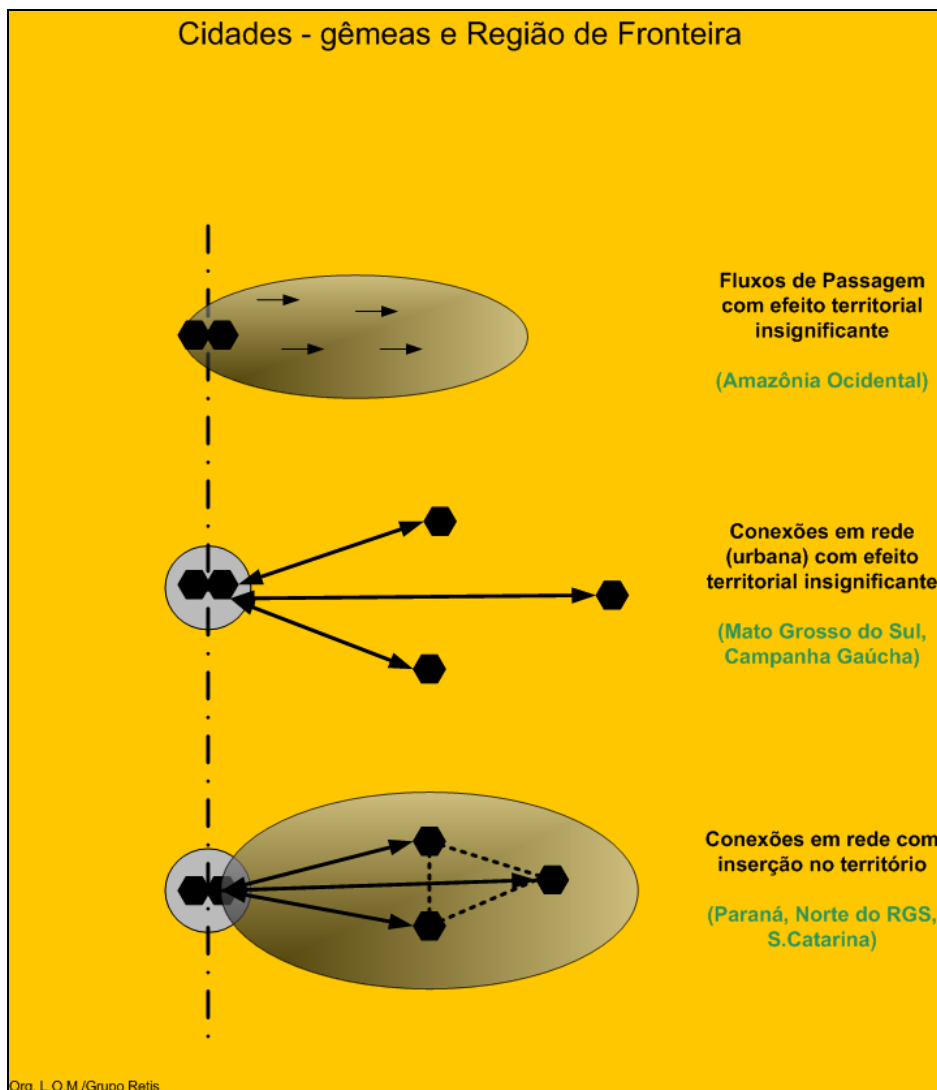 Cidades - gêmeas e Região de Fronteira
Fluxos de Passagem
com efeito territorial
insignificante
(Amazônia Ocidental)
Conexões em rede
(urbana) com efeito
territorial insignificante
(Mato Grosso do Sul,
Campanha Gaúcha)
Conexões em rede com
inserção no território
(Paraná, Norte do RGS,
S.Catarina)
Org. L.O.M./Grupo Retis